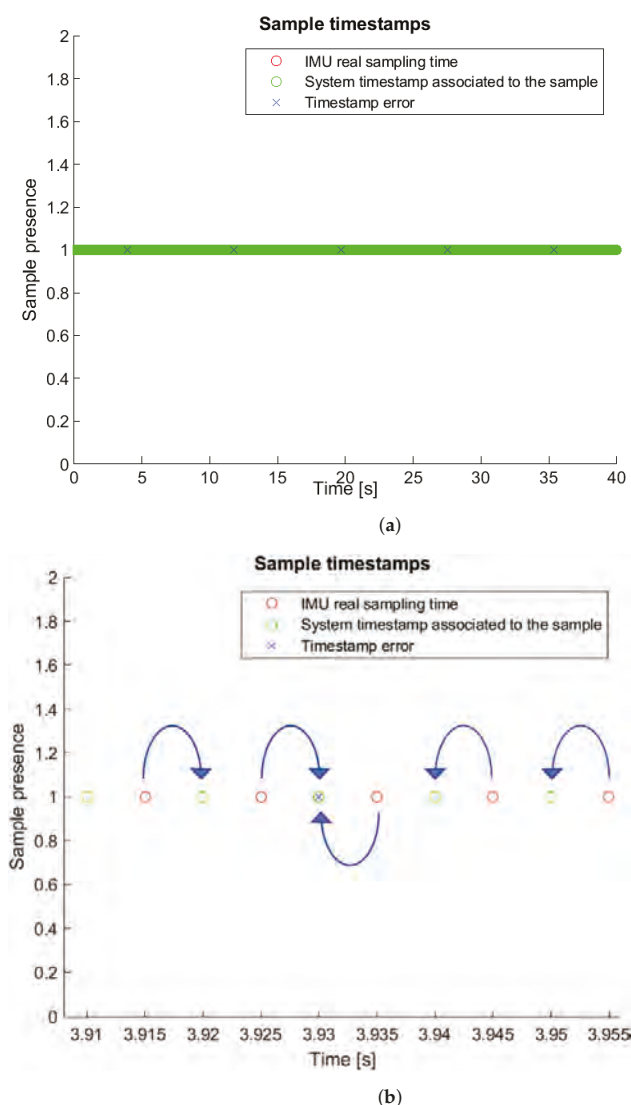 Sample timestamps
IMU real sampling time
System timestamp associated to the sample
Timestamp error
2
1.8
1.6
1.4
1.2
1
0.8
0.6
0.4
0.2
0
Sample presence
0 5 10 15 20 25 30 35 40
Time [s]
(a)
Sample timestamps
IMU real sampling time
System timestamp associated to the sample
Timestamp error
2
1.8
1.6
1.4
1.2
1
0.8
0.6
0.4
0.2
0
Sample presence
3.91 3.915 3.92 3.925 3.93 3.935 3.94 3.945 3.95 3.955
Time [s]
(b)